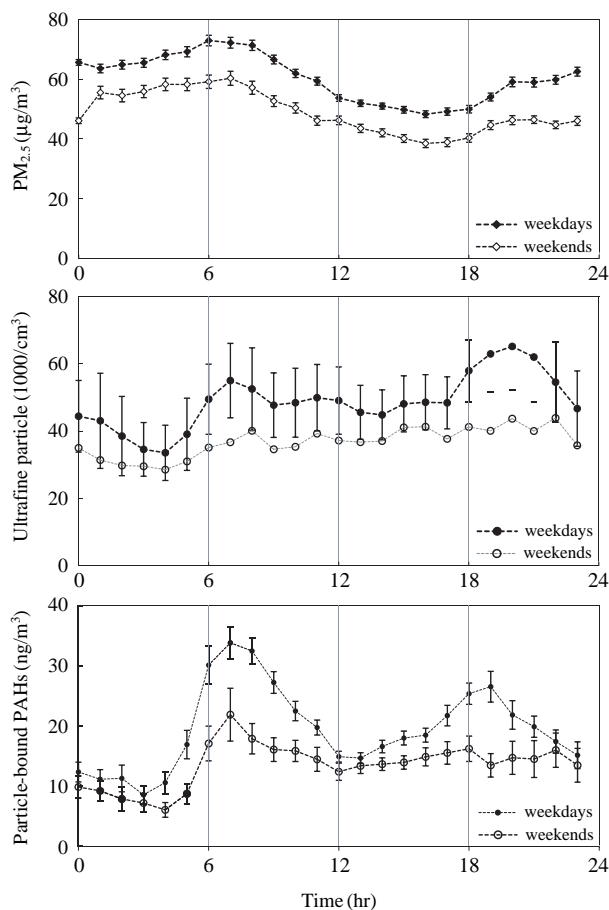 80
60
40
20
0
PM2.5 (μg/m3)
weekdays
weekends
0 6 12 18 24
80
60
40
20
0
Ultrafine particle (1000/cm3)
weekdays
weekends
0 6 12 18 24
40
30
20
10
0
Particle-bound PAHs (ng/m3)
weekdays
weekends
0 6 12 18 24
Time (hr)